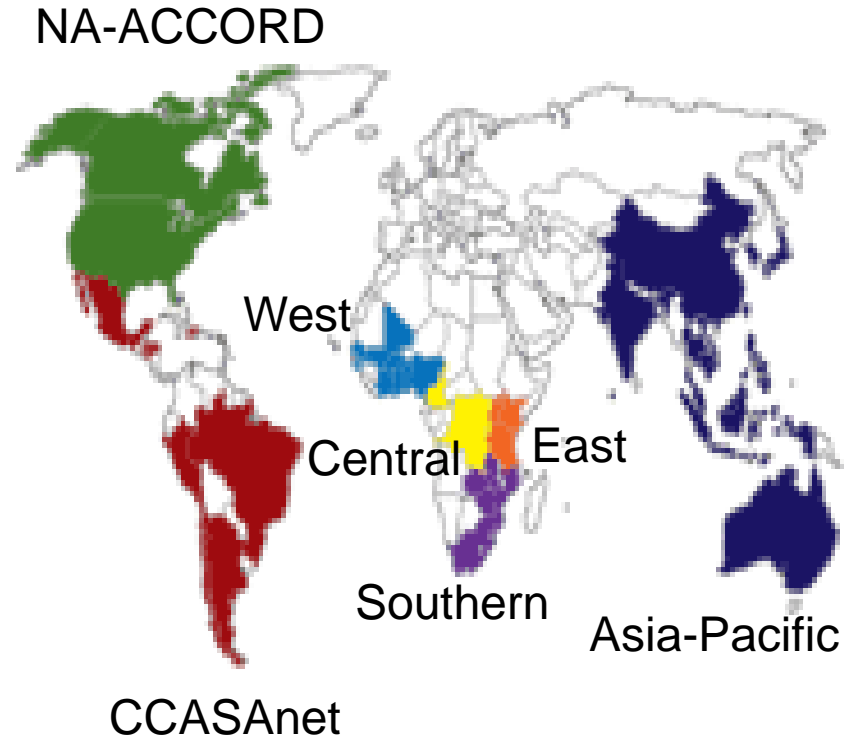 NA-ACCORD
West
Central
East
Southern
Asia-Pacific
CCASAnet